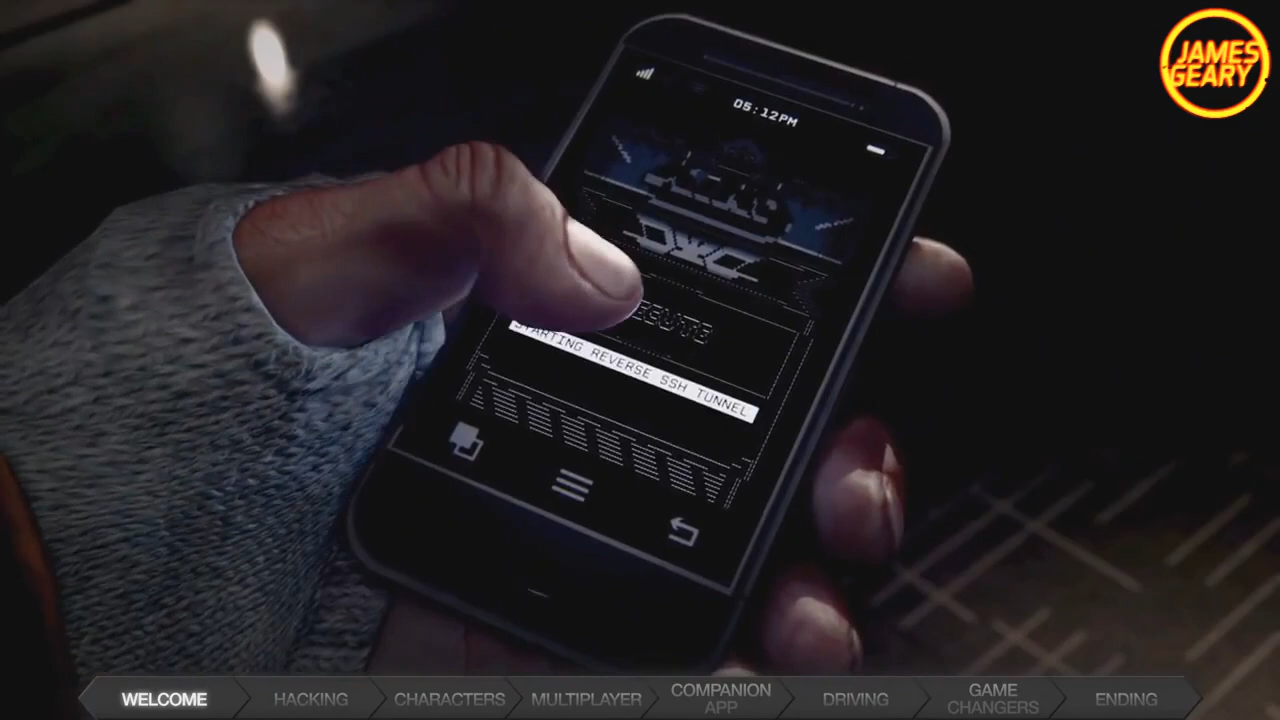 JAMES
GEARY
05:12PM
STARTING REVERSE SSH TUNNEL
WELCOME
HACKING
CHARACTERS
MULTIPLAYER
COMPANION
APP
DRIVING
GAME
CHANGERS
ENDING